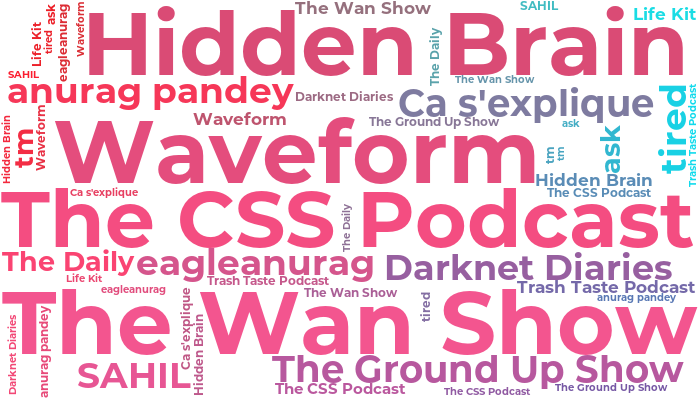 The Wan Show
SAHIL
Life Kit
Hidden Brain
Life Kit
tired
ask
eagleanurag
Waveform
The Daily
SAHIL
The Wan Show
anurag pandey
Darknet Diaries
Ca s'explique
tired
Trash Taste Podcast
Waveform
The Ground Up Show
ask
Hidden Brain
tm
Waveform
Waveform
tm
tm
ask
Hidden Brain
Ca s'explique
The CSS Podcast
The CSS Podcast
The Daily
The Daily
eagleanurag
Darknet Diaries
Life Kit
Trash Taste Podcast
Trash Taste Podcast
eagleanurag
The Wan Show
anurag pandey
The Wan Show
tired
Darknet Diaries
anurag pandey
Ca s'explique
Hidden Brain
SAHIL
The Ground Up Show
The CSS Podcast
The CSS Podcast
The Ground Up Show